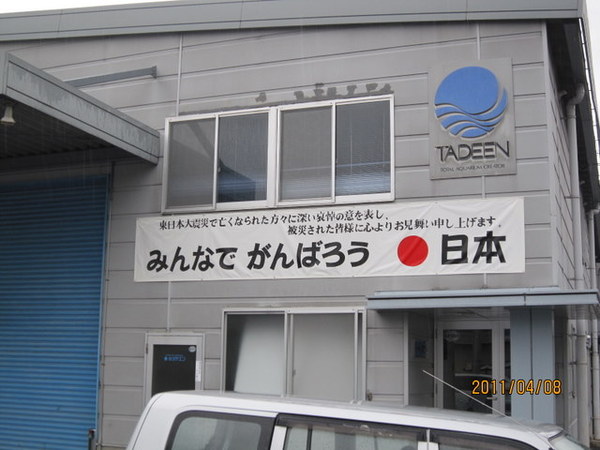 TADEEN
東日本大震災で亡くなられた方々に深い哀悼の意を表し、
被災された皆様に心よりお見舞い申し上げます。
みんなで がんばろう 日本
2011/04/08